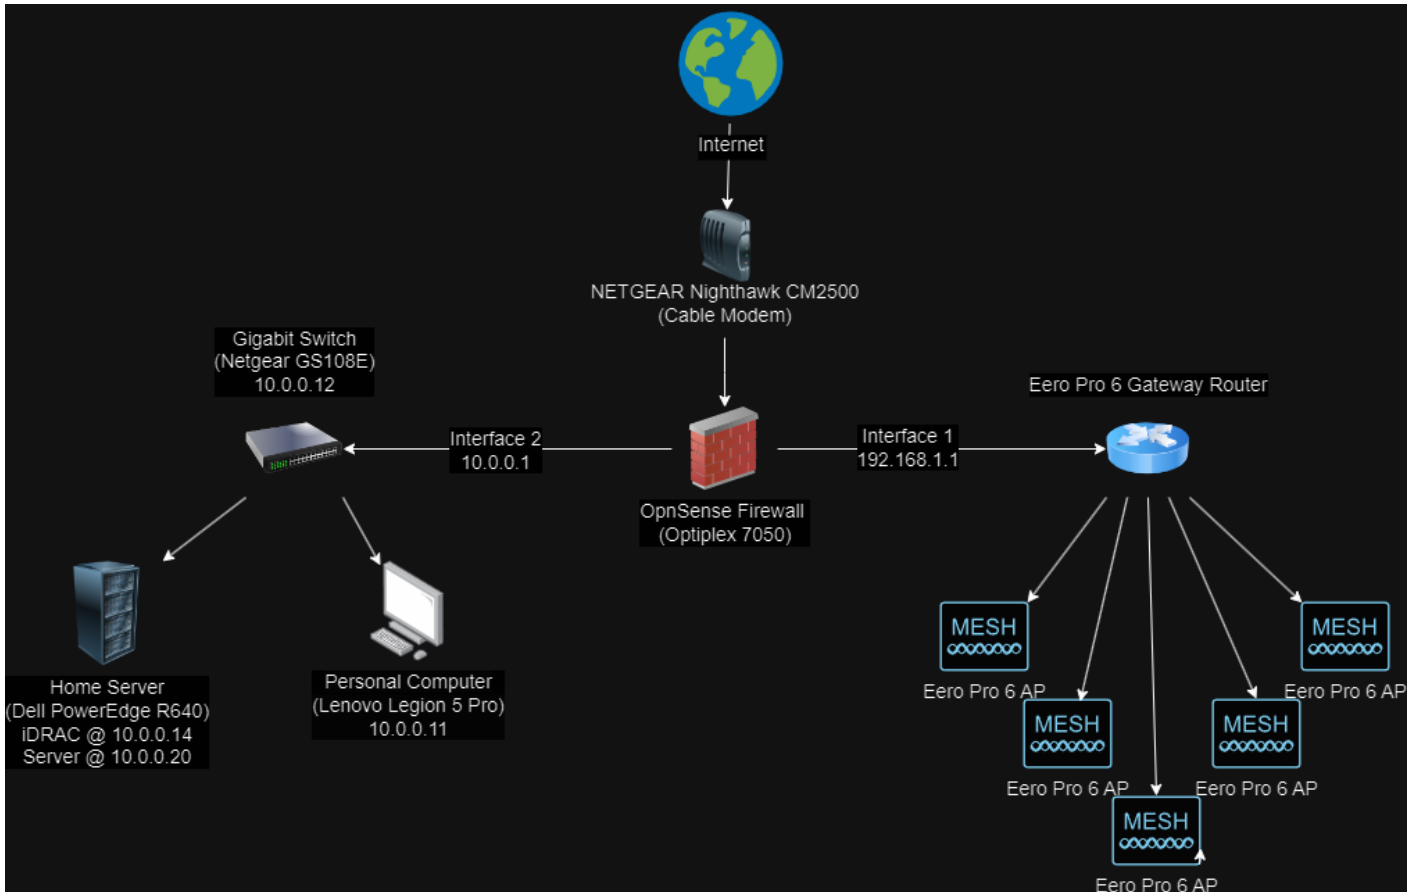 Internet
NETGEAR Nighthawk CM2500
(Cable Modem)
Gigabit Switch
(Netgear GS108E)
10.0.0.12
Eero Pro 6 Gateway Router
Interface 2
10.0.0.1
Interface 1
192.168.1.1
OpnSense Firewall
(Optiplex 7050)
Home Server
(Dell PowerEdge R640)
iDRAC @ 10.0.0.14
Server @ 10.0.0.20
Personal Computer
(Lenovo Legion 5 Pro)
10.0.0.11
MESH
Eero Pro 6 AP
MESH
Eero Pro 6 AP
MESH
Eero Pro 6 AP
MESH
Eero Pro 6 AP
MESH
Eero Pro 6 AP